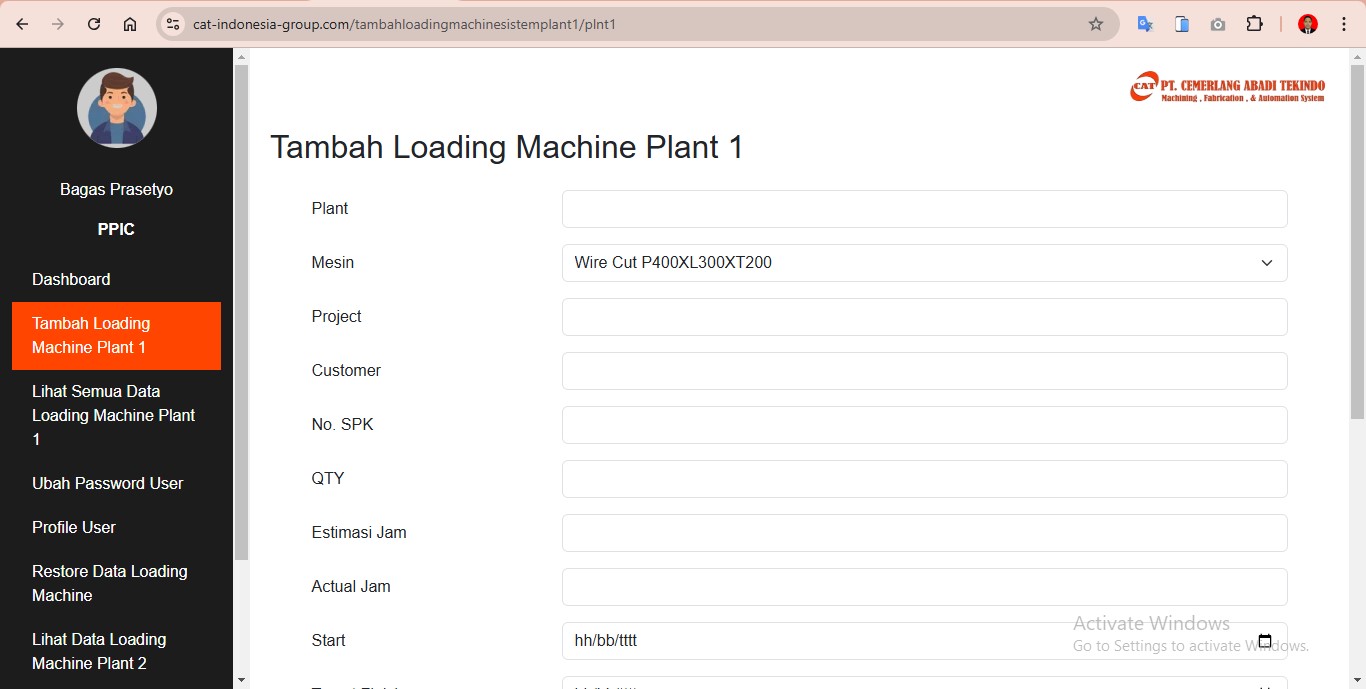 cat-indonesia-group.com/tambahloadingmachinesistemplant1/plnt1
CAT PT. CEMERLANG ABADI TEKINDO
Machining , Fabrication , & Automation System
Bagas Prasetyo
PPIC
Dashboard
Tambah Loading
Machine Plant 1
Lihat Semua Data
Loading Machine Plant
1
Ubah Password User
Profile User
Restore Data Loading
Machine
Lihat Data Loading
Machine Plant 2
Tambah Loading Machine Plant 1
Plant
Mesin
Wire Cut P400XL300XT200
Project
Customer
No. SPK
QTY
Estimasi Jam
Actual Jam
Start
hh/bb/tttt
Activate Windows
Go to Settings to activate Windows.